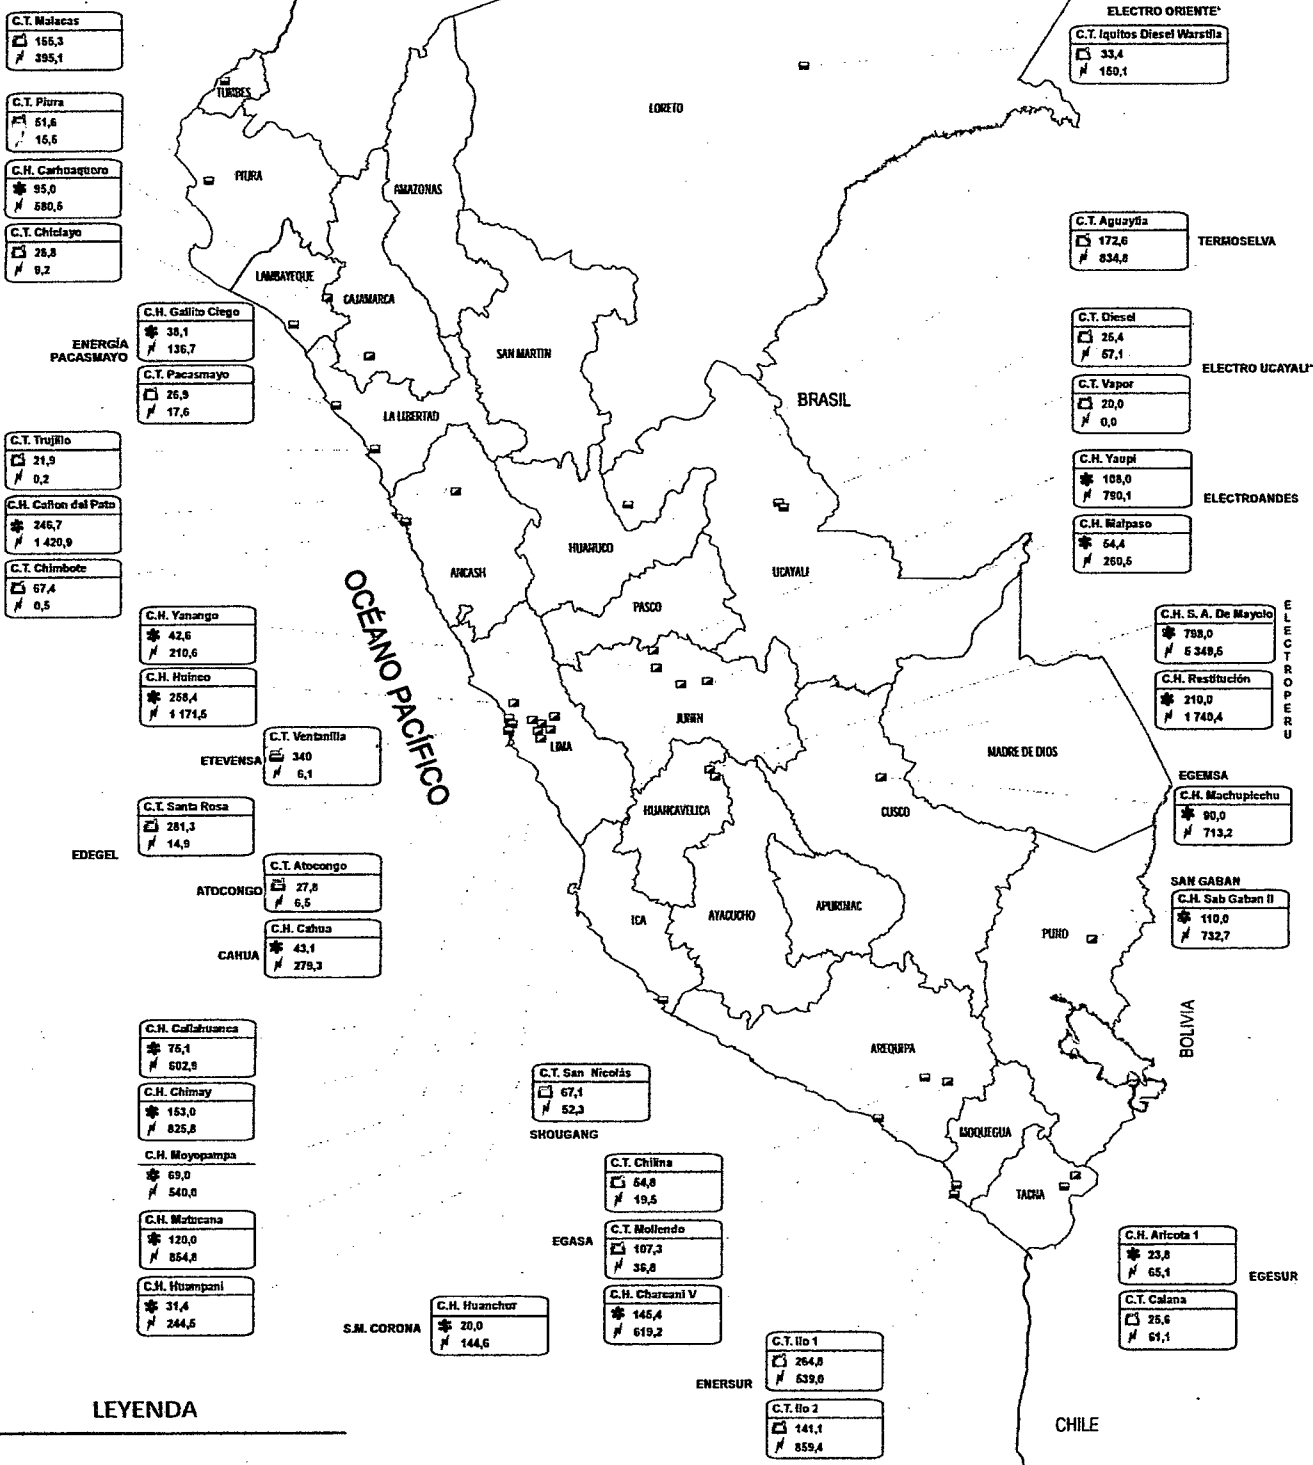 C.T. Malacas
155,3
395,1
C.T. Piura
51,6
15,5
C.H. Carhuaquero
95,0
580,5
C.T. Chiclayo
26,8
9,2
ENERGÍA
PACASMAYO
C.H. Gallito Ciego
38,1
136,7
C.T. Pacasmayo
26,9
17,6
C.T. Trujillo
21,9
0,2
C.H. Cañon del Pato
246,7
1 420,9
C.T. Chimbote
67,4
0,5
C.H. Yanango
42,6
210,6
C.H. Huinco
258,4
1 171,5
ETEVENSA
C.T. Ventanilla
340
6,1
EDEGEL
C.T. Santa Rosa
281,3
14,9
ATOCONGO
C.T. Atocongo
27,8
6,5
CAHUA
C.H. Cahua
43,1
279,3
C.H. Callahuanca
75,1
602,9
C.H. Chimay
153,0
825,8
C.H. Moyopampa
69,0
540,0
C.H. Matucana
120,0
854,8
C.H. Huampani
31,4
244,5
S.M. CORONA
C.H. Huanchor
20,0
144,6
LEYENDA
TUMBES
PIURA
LORETO
AMAZONAS
LAMBAYEQUE
CAJAMARCA
SAN MARTIN
LA LIBERTAD
ANCASH
HUANUCO
PASCO
UCAYALI
JUNIN
LIMA
HUANCAVELICA
CUSCO
MADRE DE DIOS
ICA
AYACUCHO
APURIMAC
PUNO
AREQUIPA
MOQUEGUA
TACNA
OCÉANO PACÍFICO
BRASIL
BOLIVIA
CHILE
C.T. San Nicolás
67,1
52,3
SHOUGANG
EGASA
C.T. Chilina
54,8
19,5
C.T. Mollendo
107,3
36,8
C.H. Charcani V
145,4
619,2
ENERSUR
C.T. Ilo 1
264,8
539,0
C.T. Ilo 2
141,1
859,4
ELECTRO ORIENTE*
C.T. Iquitos Diesel Warstila
33,4
150,1
C.T. Aguaytia
172,6
834,8
TERMOSELVA
C.T. Diesel
25,4
57,1
ELECTRO UCAYALI*
C.T. Vapor
20,0
0,0
C.H. Yaupi
108,0
790,1
ELECTROANDES
C.H. Malpaso
54,4
260,5
ELECTROPERU
C.H. S. A. De Mayolo
798,0
5 348,5
C.H. Restitución
210,0
1 740,4
EGEMSA
C.H. Machupicchu
90,0
713,2
SAN GABAN
C.H. Sab Gaban II
110,0
732,7
C.H. Aricota 1
23,8
65,1
EGESUR
C.T. Calana
25,6
61,1